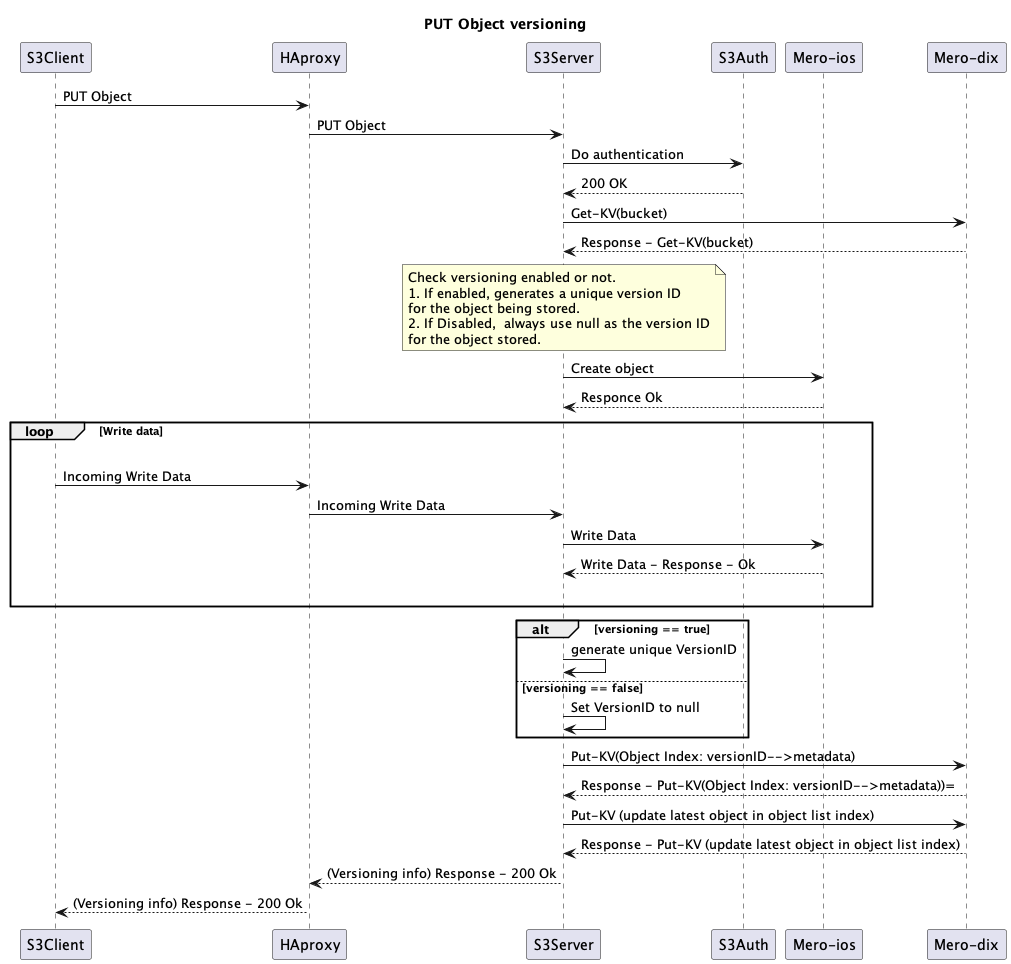 PUT Object versioning
S3Client
HAproxy
S3Server
S3Auth
Mero-ios
Mero-dix
PUT Object
PUT Object
Do authentication
200 OK
Get-KV(bucket)
Response - Get-KV(bucket)
Check versioning enabled or not.
1. If enabled, generates a unique version ID
for the object being stored.
2. If Disabled,  always use null as the version ID
for the object stored.
Create object
Responce Ok
loop
[Write data]
Incoming Write Data
Incoming Write Data
Write Data
Write Data - Response - Ok
alt
[versioning == true]
generate unique VersionID
[versioning == false]
Set VersionID to null
Put-KV(Object Index: versionID-->metadata)
Response - Put-KV(Object Index: versionID-->metadata))=
Put-KV (update latest object in object list index)
Response - Put-KV (update latest object in object list index)
(Versioning info) Response - 200 Ok
(Versioning info) Response - 200 Ok
S3Client
HAproxy
S3Server
S3Auth
Mero-ios
Mero-dix